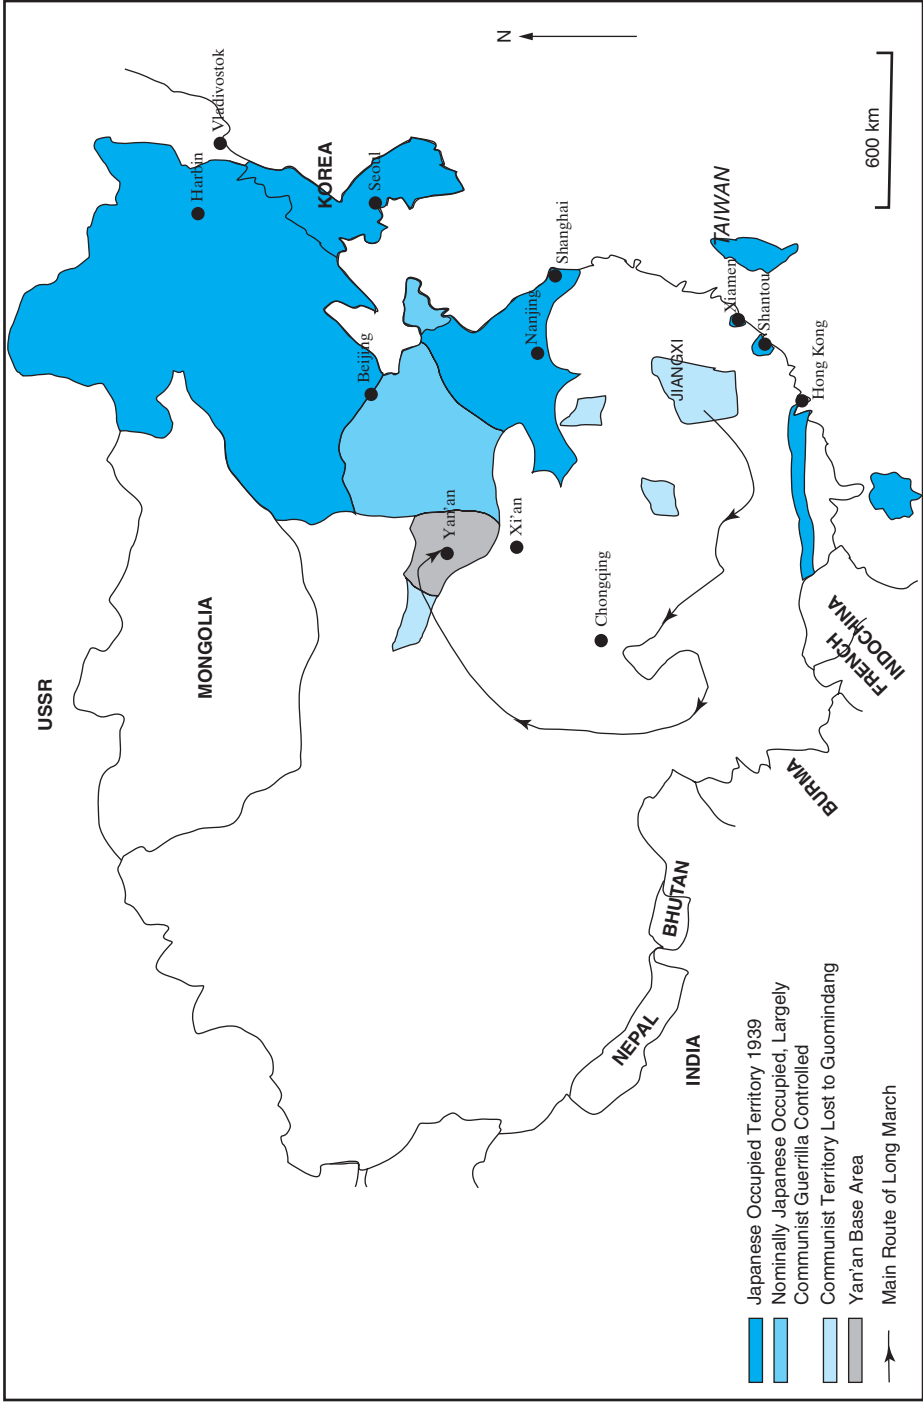 USSR
MONGOLIA
Harbin
Vladivostok
KOREA
Seoul
Beijing
Yan'an
Xi'an
Nanjing
Shanghai
Chongqing
JIANGXI
TAIWAN
Xiamen
Shantou
Hong Kong
FRENCH
INDOCHINA
BURMA
BHUTAN
NEPAL
INDIA
N
600 km
Japanese Occupied Territory 1939
Nominally Japanese Occupied, Largely
Communist Guerrilla Controlled
Communist Territory Lost to Guomindang
Yan'an Base Area
Main Route of Long March